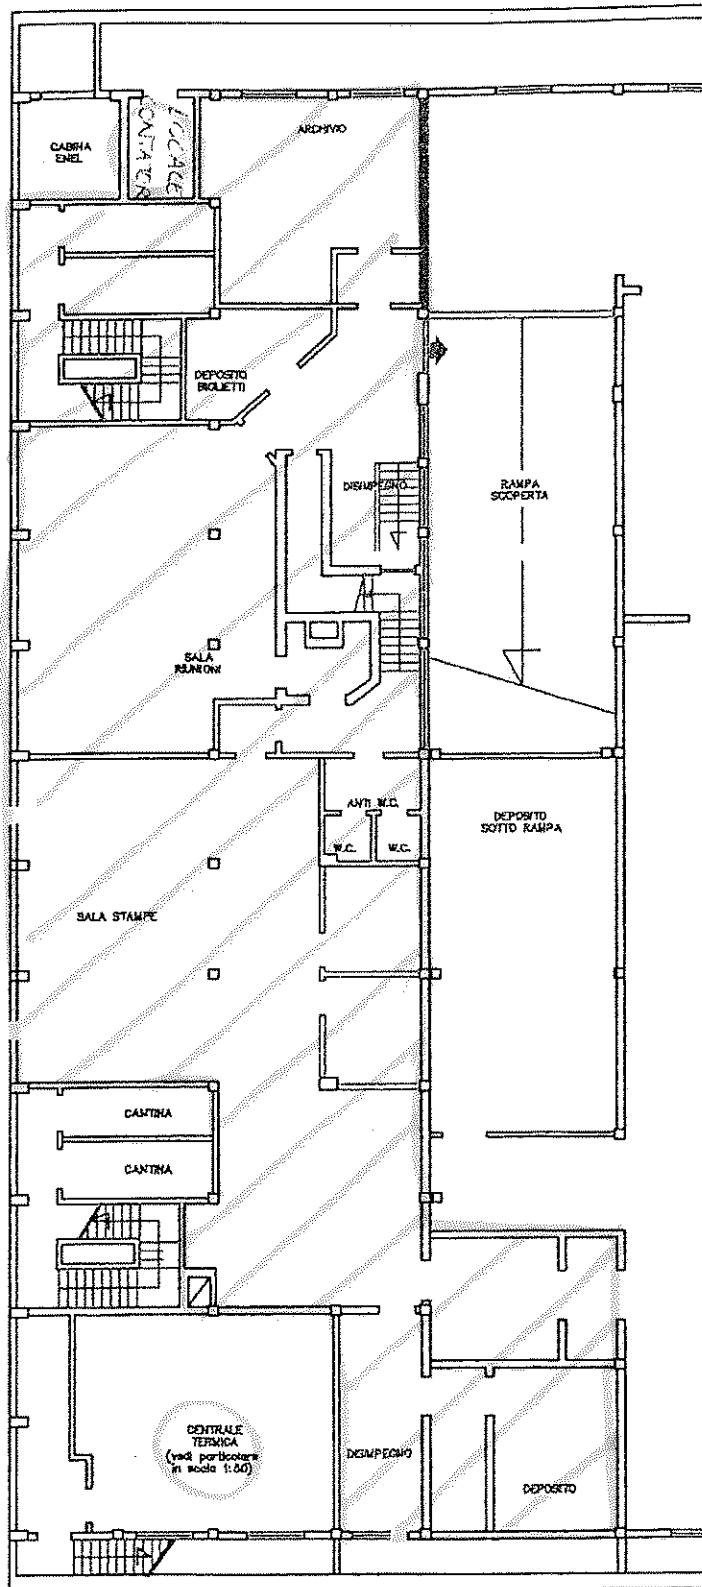 CABINA
ENEL
LOCALE
CONTATORI
ARCHIVIO
DEPOSITO
BIGLIETTI
DISIMPEGNO
RAMPA
SCOPERTA
SALA
RIUNIONI
ANTI W.C.
W.C.
W.C.
DEPOSITO
SOTTO RAMPA
SALA STAMPE
CANTINA
CANTINA
CENTRALE
TERMICA
(vedi particolare
in scala 1:50)
DISIMPEGNO
DEPOSITO